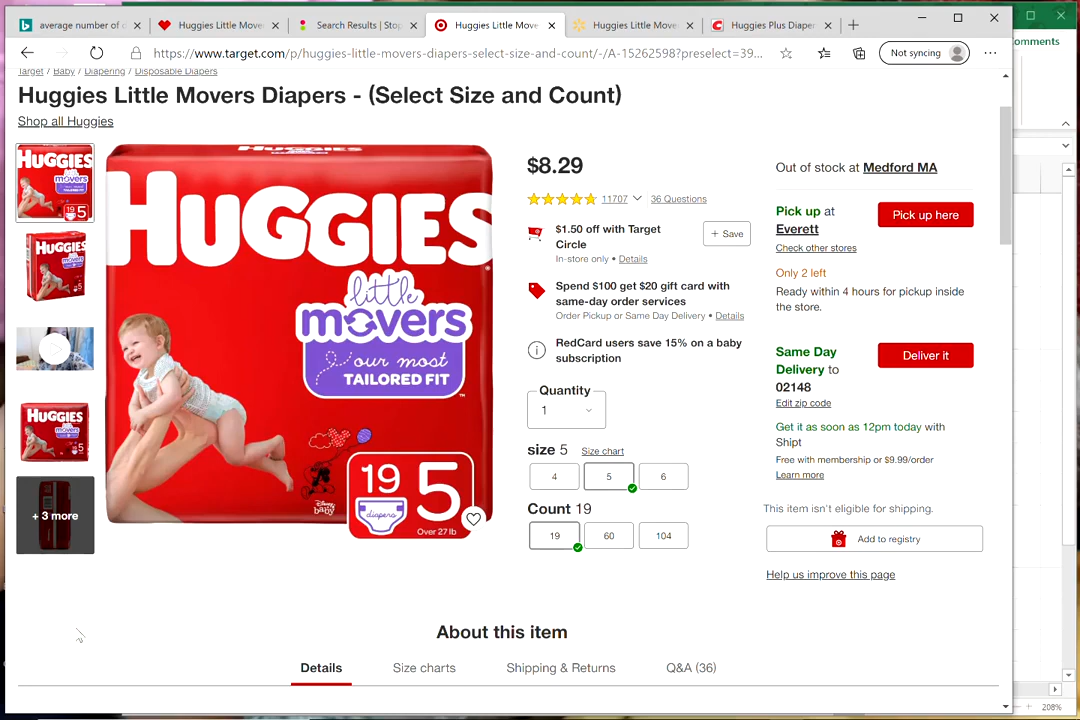 average number of d
Huggies Little Mover
Search Results | Stop
Huggies Little Move
Huggies Little Move
Huggies Plus Diaper
https://www.target.com/p/huggies-little-movers-diapers-select-size-and-count/-/A-15262598?preselect=39...
Not syncing
omments
Target / Baby / Diapering / Disposable Diapers
Huggies Little Movers Diapers - (Select Size and Count)
Shop all Huggies
HUGGIES
little
movers
our most
TAILORED FIT
19
diapers
5
Over 27 lb
Disney
baby
+ 3 more
$8.29
11707
36 Questions
$1.50 off with Target
Circle
In-store only • Details
+ Save
Spend $100 get $20 gift card with
same-day order services
Order Pickup or Same Day Delivery • Details
RedCard users save 15% on a baby
subscription
Quantity
1
size 5 Size chart
4 5 6
Count 19
19 60 104
Out of stock at Medford MA
Pick up at
Everett
Check other stores
Pick up here
Only 2 left
Ready within 4 hours for pickup inside
the store.
Same Day
Delivery to
02148
Edit zip code
Deliver it
Get it as soon as 12pm today with
Shipt
Free with membership or $9.99/order
Learn more
This item isn't eligible for shipping.
Add to registry
Help us improve this page
About this item
Details Size charts Shipping & Returns Q&A (36)
208%